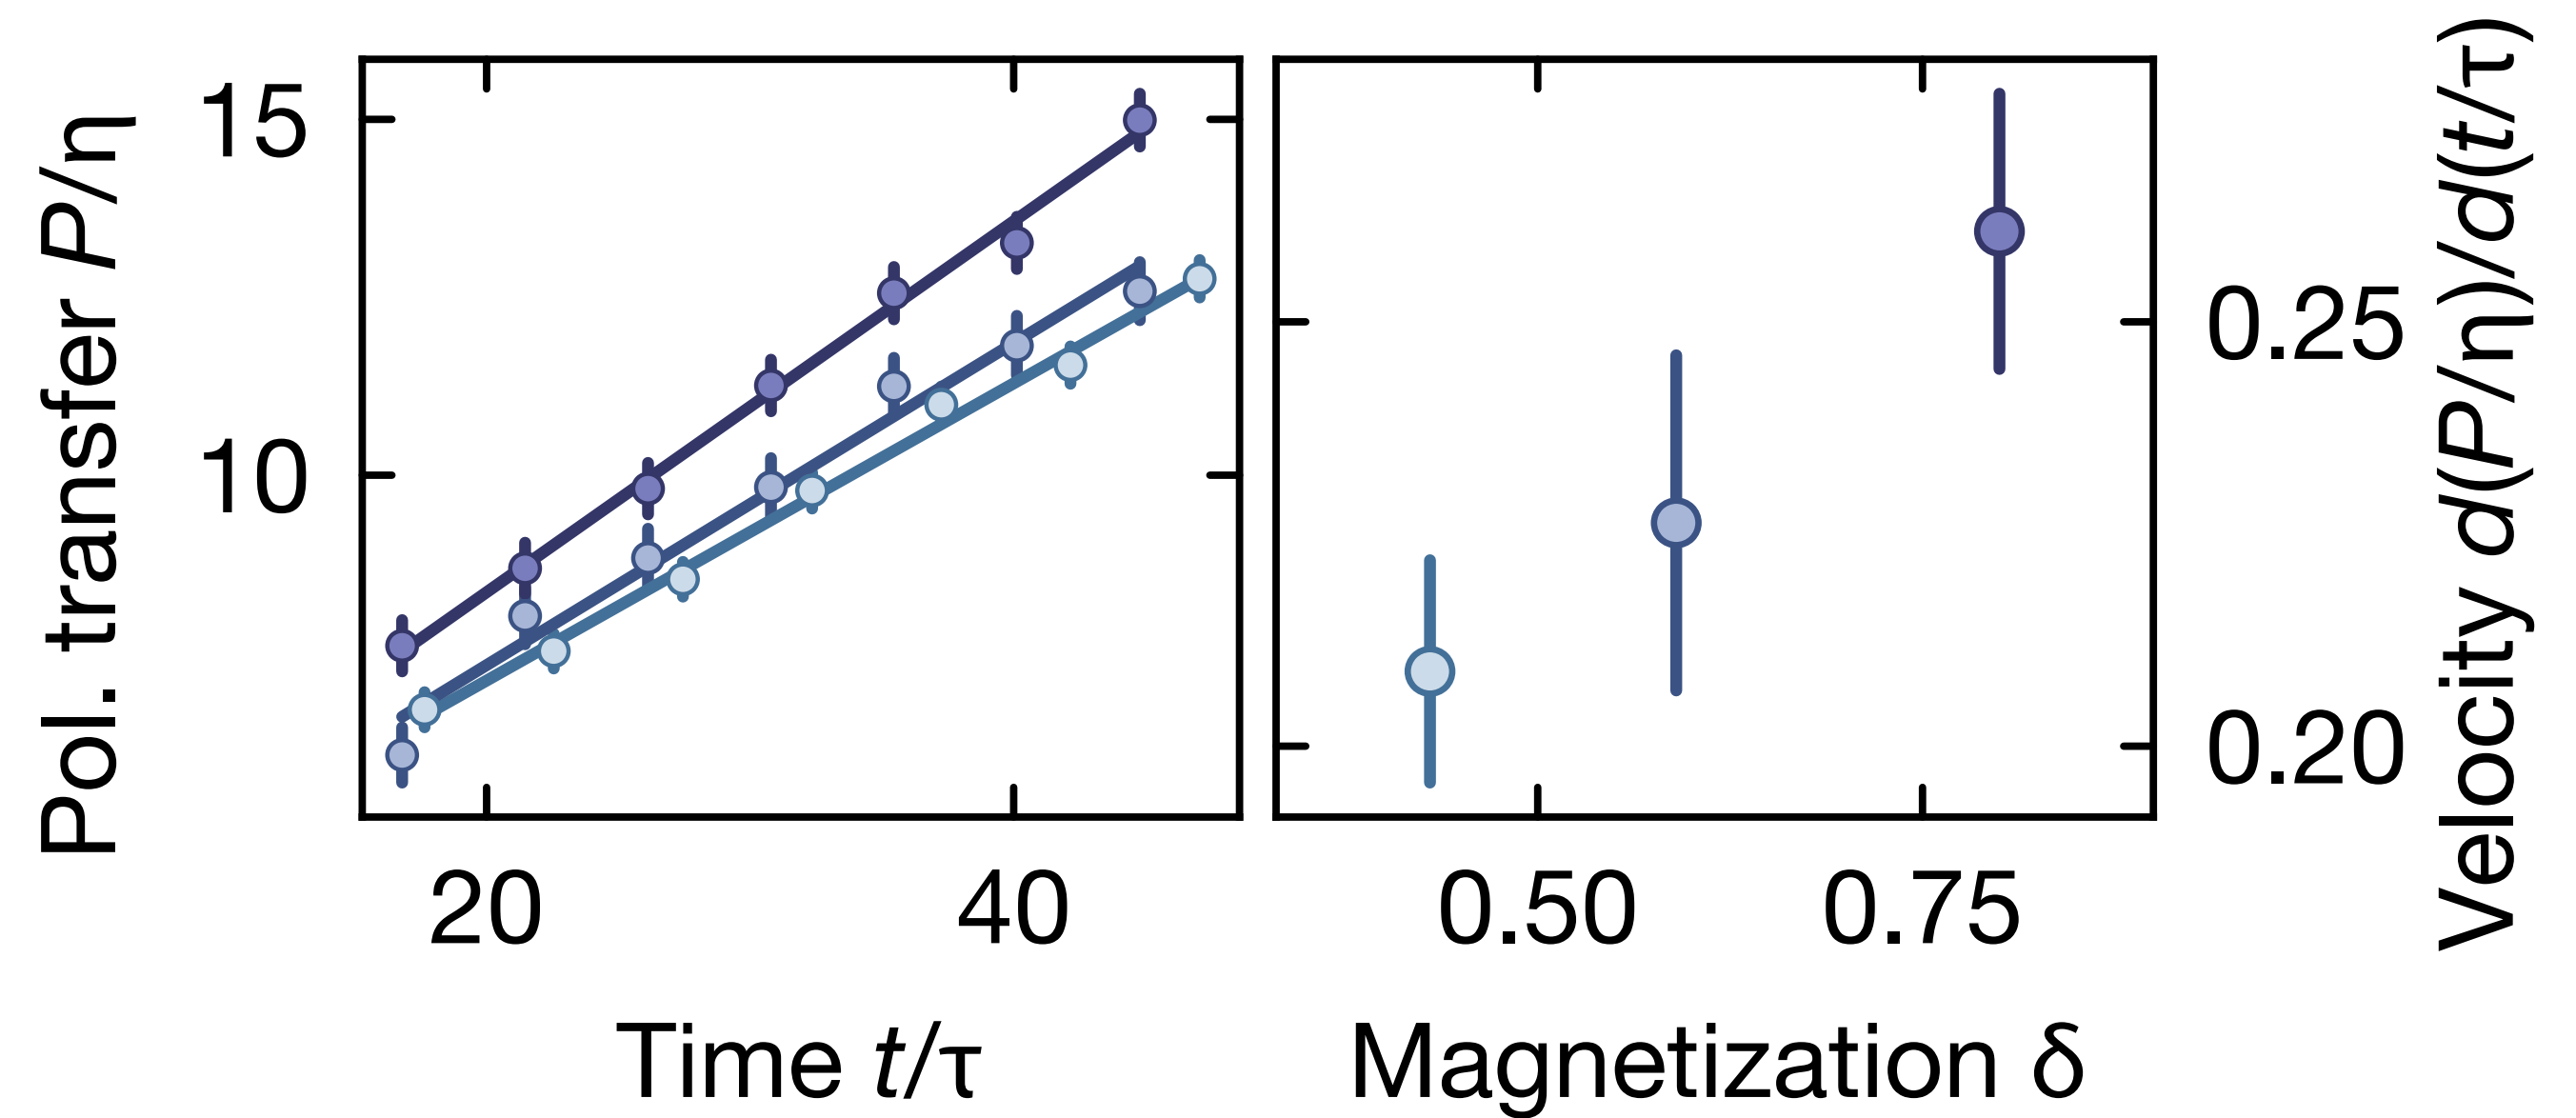 Pol. transfer P/η
15
10
20
40
Time t/τ
0.50
0.75
Magnetization δ
0.25
0.20
Velocity d(P/η)/d(t/τ)